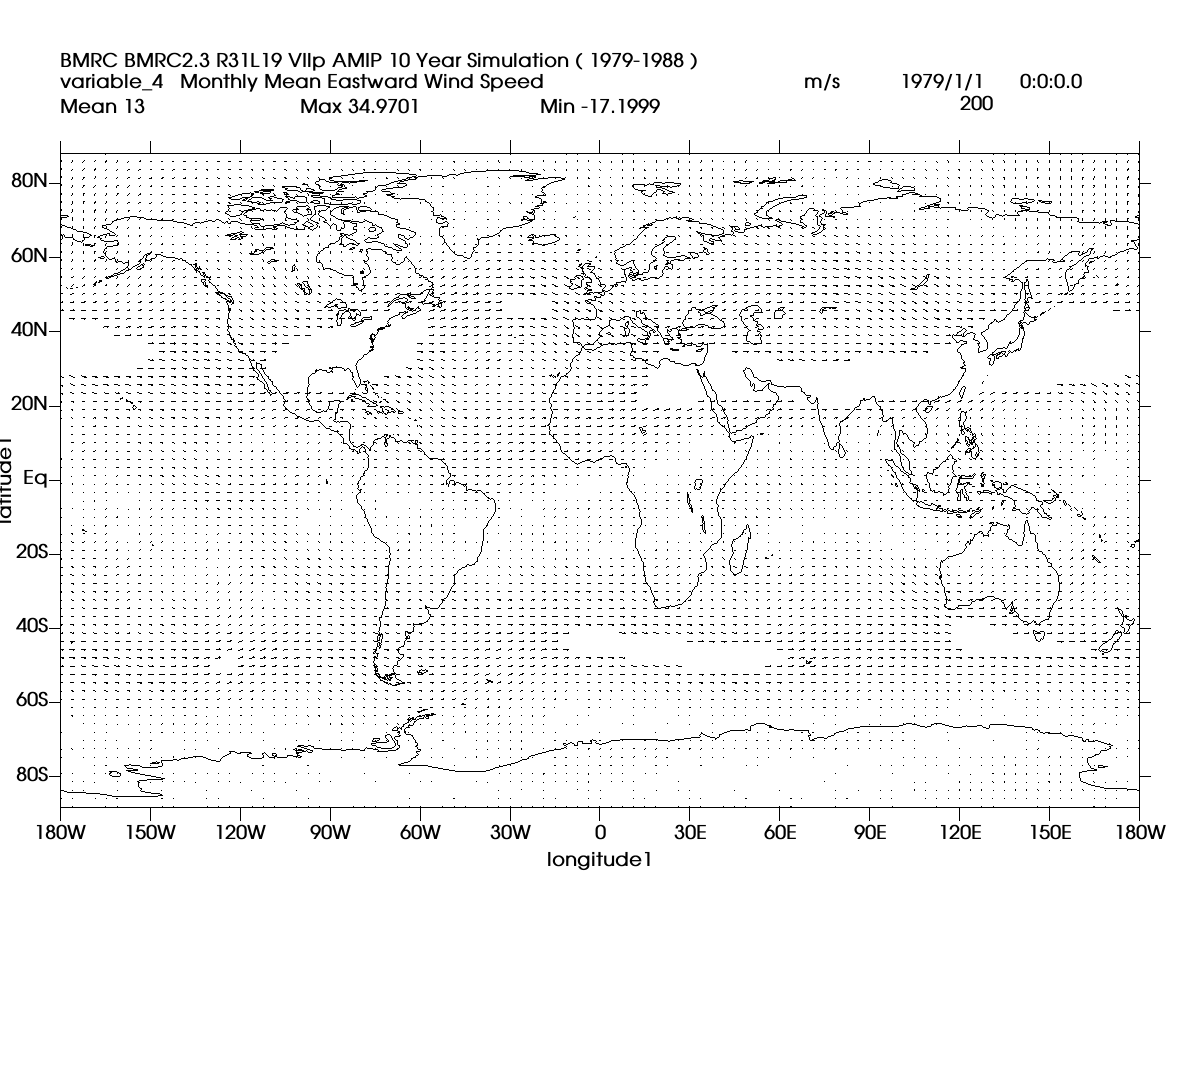 BMRC BMRC2.3 R31L19 VIIp AMIP 10 Year Simulation ( 1979-1988 )
variable_4 Monthly Mean Eastward Wind Speed m/s 1979/1/1 0:0:0.0
Mean 13 Max 34.9701 Min -17.1999 200
80N
60N
40N
20N
Eq
20S
40S
60S
80S
latitude1
180W 150W 120W 90W 60W 30W 0 30E 60E 90E 120E 150E 180W
longitude1